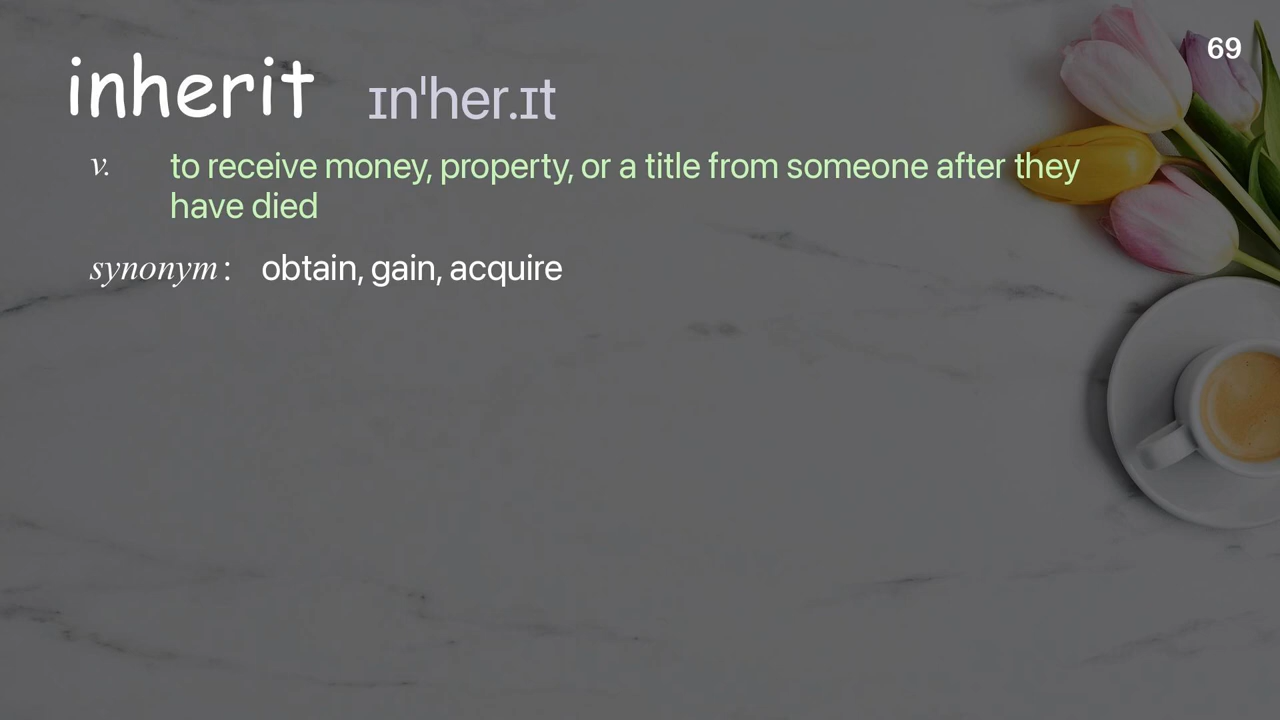 69
inherit ɪnˈher.ɪt
v. to receive money, property, or a title from someone after they
have died
synonym : obtain, gain, acquire